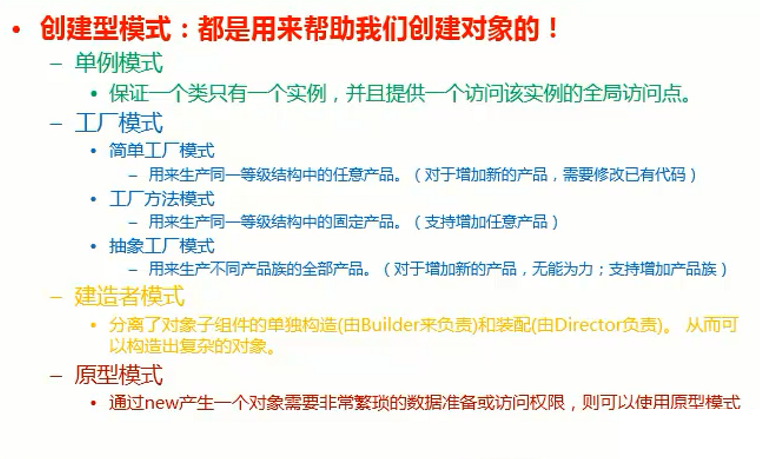 • 创建型模式：都是用来帮助我们创建对象的！
– 单例模式
• 保证一个类只有一个实例，并且提供一个访问该实例的全局访问点。
– 工厂模式
• 简单工厂模式
– 用来生产同一等级结构中的任意产品。（对于增加新的产品，需要修改已有代码）
• 工厂方法模式
– 用来生产同一等级结构中的固定产品。（支持增加任意产品）
• 抽象工厂模式
– 用来生产不同产品族的全部产品。（对于增加新的产品，无能为力；支持增加产品族）
– 建造者模式
• 分离了对象子组件的单独构造(由Builder来负责)和装配(由Director负责)。 从而可
以构造出复杂的对象。
– 原型模式
• 通过new产生一个对象需要非常繁琐的数据准备或访问权限，则可以使用原型模式